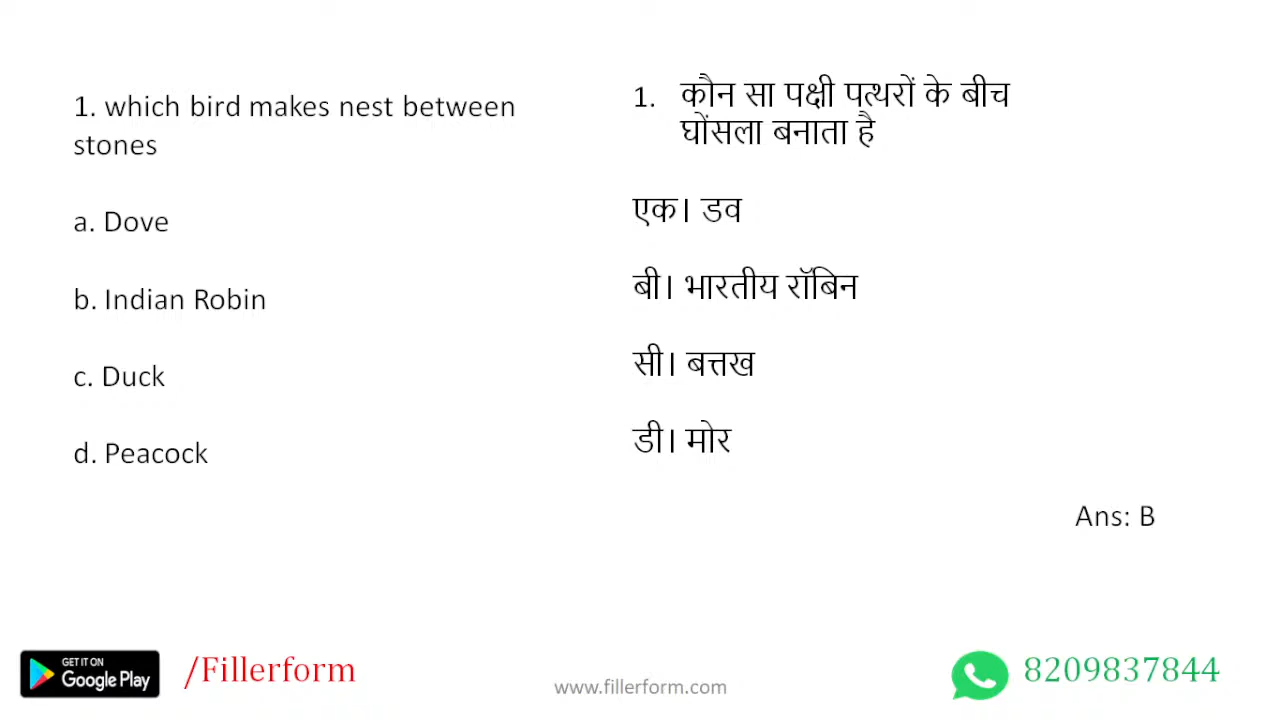 1. which bird makes nest between
stones
a. Dove
b. Indian Robin
c. Duck
d. Peacock
1. कौन सा पक्षी पत्थरों के बीच
घोंसला बनाता है
एक। डव
बी। भारतीय रॉबिन
सी। बत्तख
डी। मोर
Ans: B
GET IT ON
Google Play
/Fillerform
www.fillerform.com
8209837844